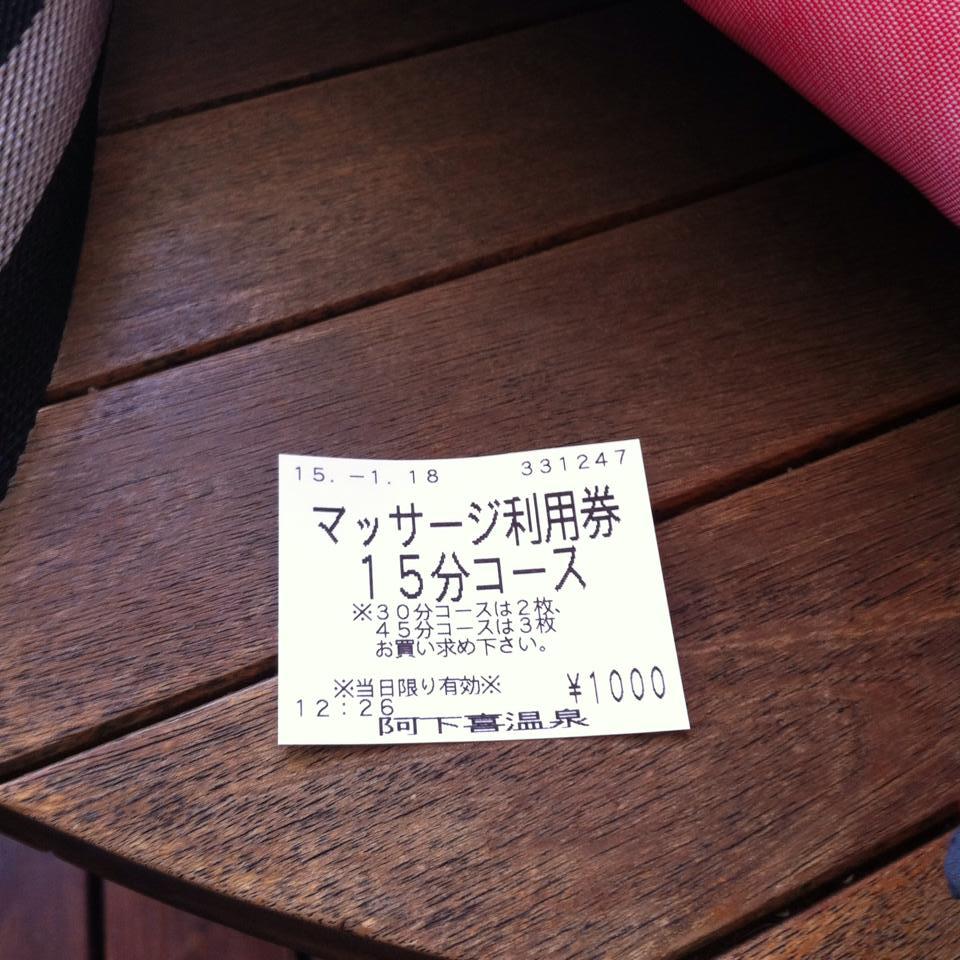 15.-1.18 331247
マッサージ利用券
15分コース
※30分コースは2枚、
45分コースは3枚
お買い求め下さい。
※当日限り有効※ ¥1000
12:26
阿下喜温泉